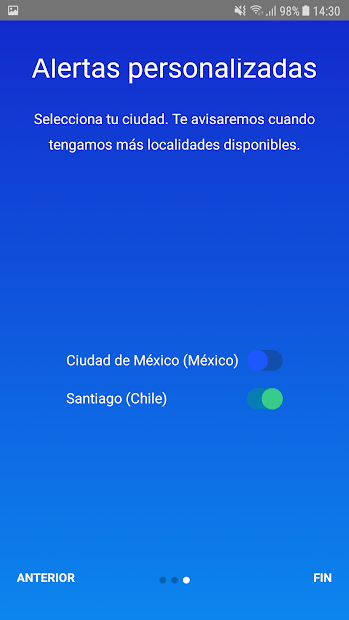 98% 14:30
Alertas personalizadas
Selecciona tu ciudad. Te avisaremos cuando
tengamos más localidades disponibles.
Ciudad de México (México)
Santiago (Chile)
ANTERIOR FIN